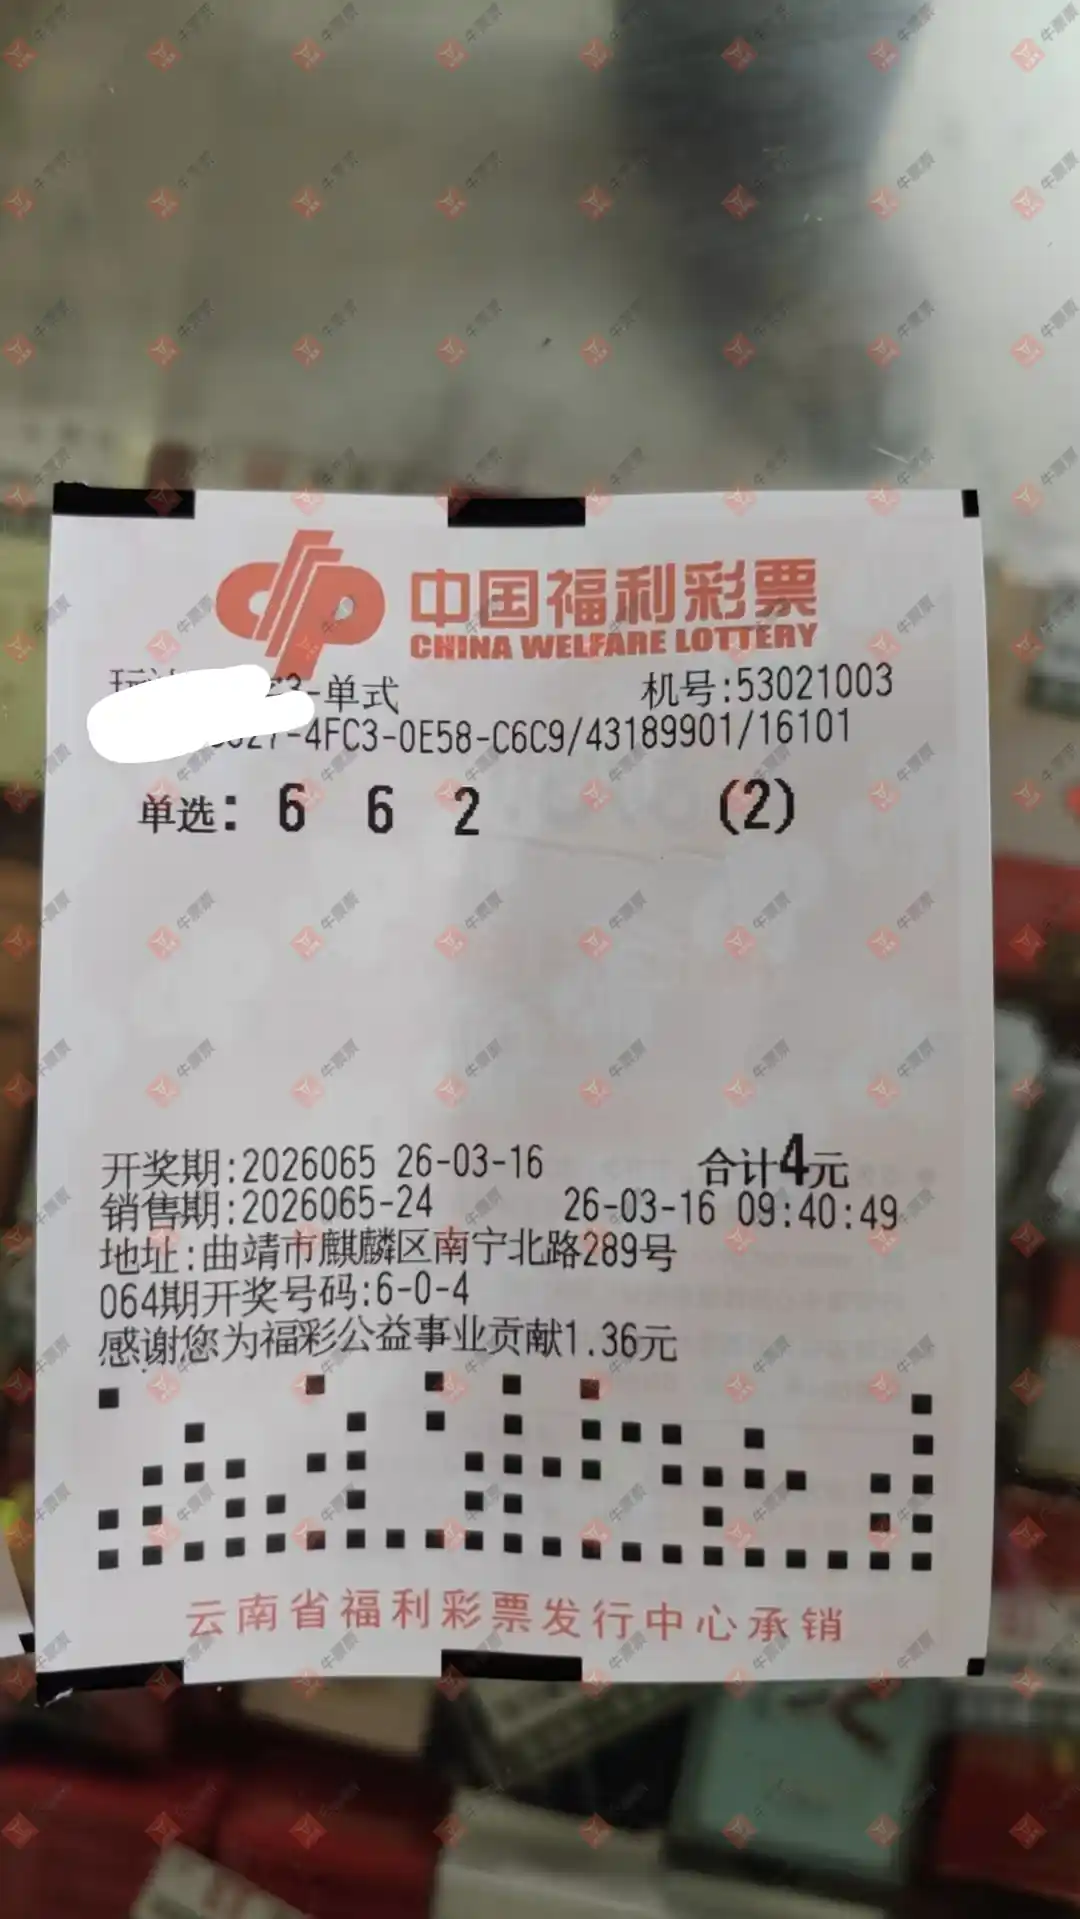 中国福利彩票
CHINA WELFARE LOTTERY
-单式 机号:53021003
-4FC3-0E58-C6C9/43189901/16101
单选: 6 6 2 (2)
开奖期:2026065 26-03-16 合计4元
销售期:2026065-24 26-03-16 09:40:49
地址:曲靖市麒麟区南宁北路289号
064期开奖号码:6-0-4
感谢您为福彩公益事业贡献1.36元
云南省福利彩票发行中心承销
牛票票